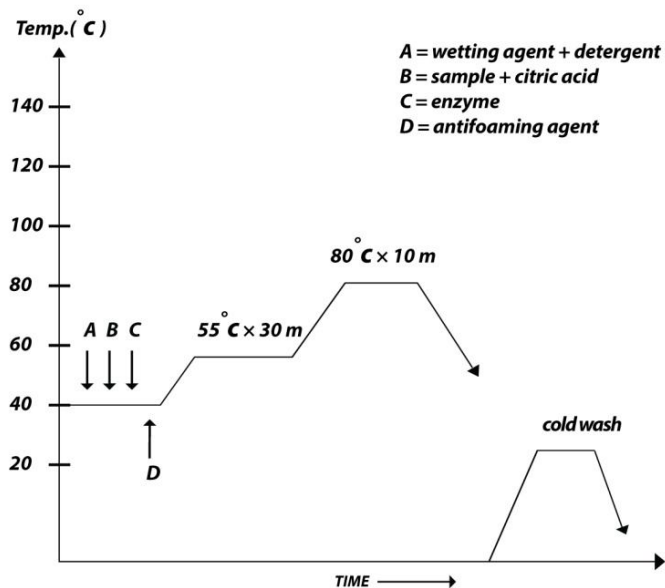 Temp.(°C)
A = wetting agent + detergent
B = sample + citric acid
C = enzyme
D = antifoaming agent
140
120
100
80
60
40
20
80°C × 10 m
55°C × 30 m
A B C
D
cold wash
TIME